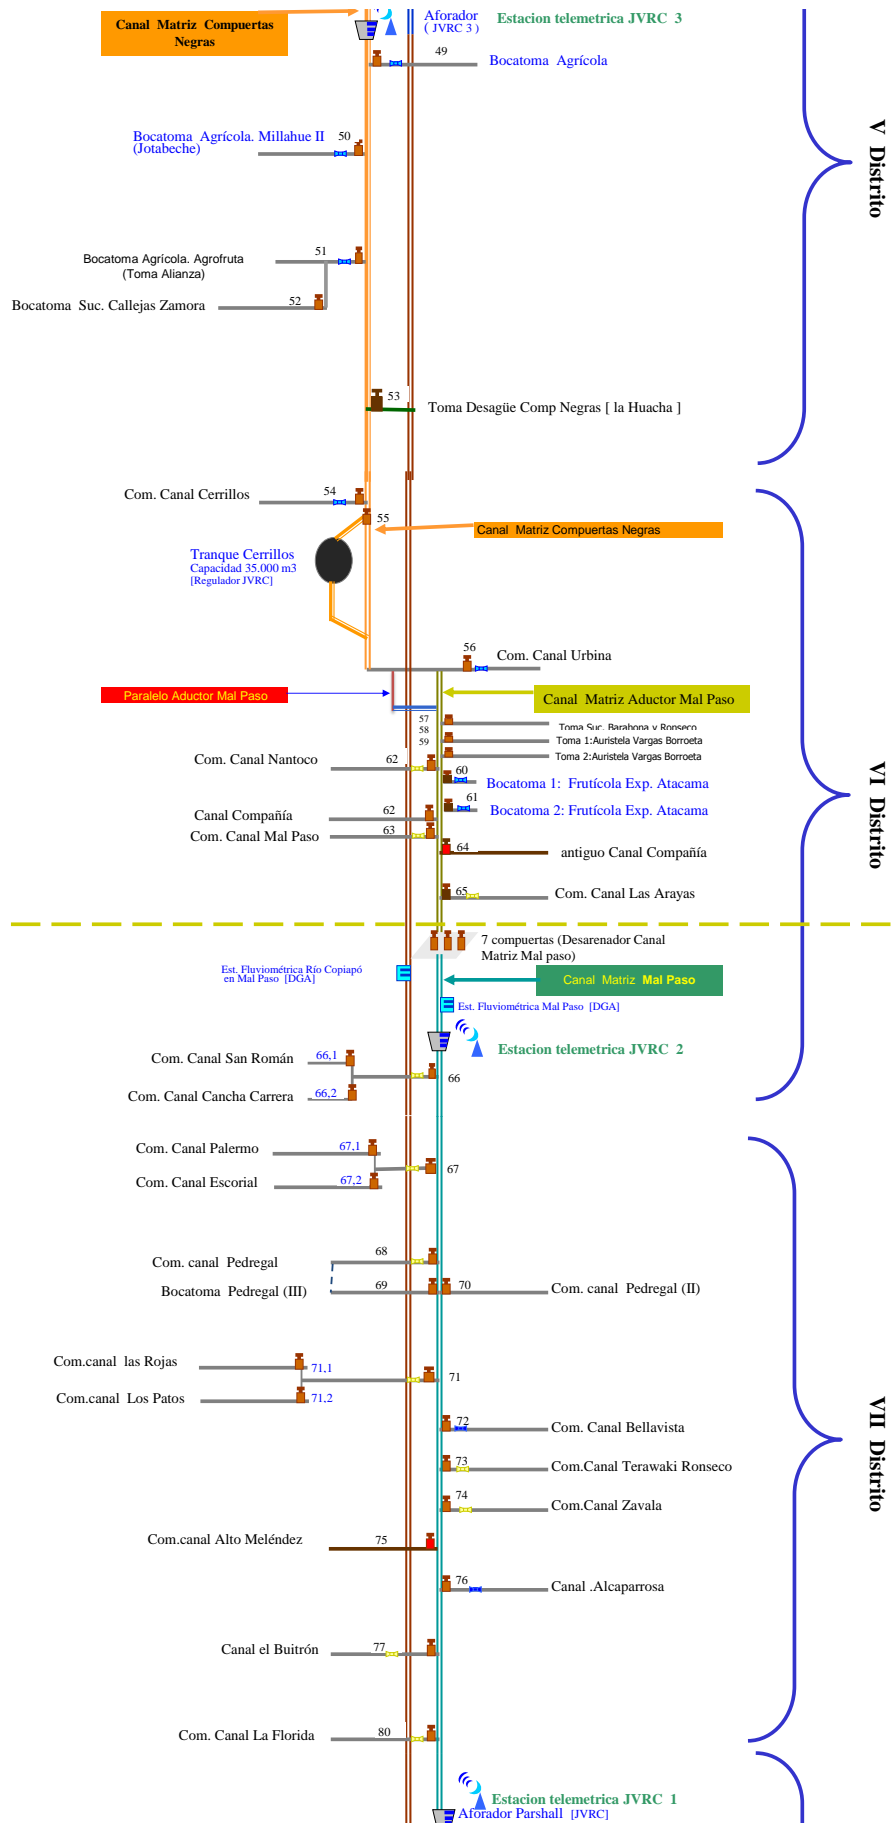 Canal Matriz Compuertas
Negras
Aforador
( JVRC 3 )
Estacion telemetrica JVRC 3
49
Bocatoma Agrícola
V Distrito
Bocatoma Agrícola. Millahue II
(Jotabeche)
50
Bocatoma Agrícola. Agrofruta
(Toma Alianza)
51
Bocatoma Suc. Callejas Zamora
52
53
Toma Desagüe Comp Negras [ la Huacha ]
Com. Canal Cerrillos
54
55
Canal Matriz Compuertas Negras
Tranque Cerrillos
Capacidad 35.000 m3
[Regulador JVRC]
56
Com. Canal Urbina
Paralelo Aductor Mal Paso
Canal Matriz Aductor Mal Paso
57
Toma Suc. Barahona y Ronseco
58
59
Toma 1:Auristela Vargas Borroeta
Toma 2:Auristela Vargas Borroeta
Com. Canal Nantoco
62
60
Bocatoma 1: Frutícola Exp. Atacama
61
Bocatoma 2: Frutícola Exp. Atacama
VI Distrito
Canal Compañía
62
Com. Canal Mal Paso
63
64
antiguo Canal Compañía
65
Com. Canal Las Arayas
7 compuertas (Desarenador Canal
Matriz Mal paso)
Est. Fluviométrica Río Copiapó
en Mal Paso [DGA]
Canal Matriz Mal Paso
Est. Fluviométrica Mal Paso [DGA]
Estacion telemetrica JVRC 2
Com. Canal San Román
66,1
66
Com. Canal Cancha Carrera
66,2
Com. Canal Palermo
67,1
67
Com. Canal Escorial
67,2
Com. canal Pedregal
68
Bocatoma Pedregal (III)
69
70
Com. canal Pedregal (II)
Com.canal las Rojas
71,1
71
Com.canal Los Patos
71,2
72
Com. Canal Bellavista
73
Com.Canal Terawaki Ronseco
74
Com.Canal Zavala
VII Distrito
Com.canal Alto Meléndez
75
76
Canal .Alcaparrosa
Canal el Buitrón
77
Com. Canal La Florida
80
Estacion telemetrica JVRC 1
Aforador Parshall [JVRC]